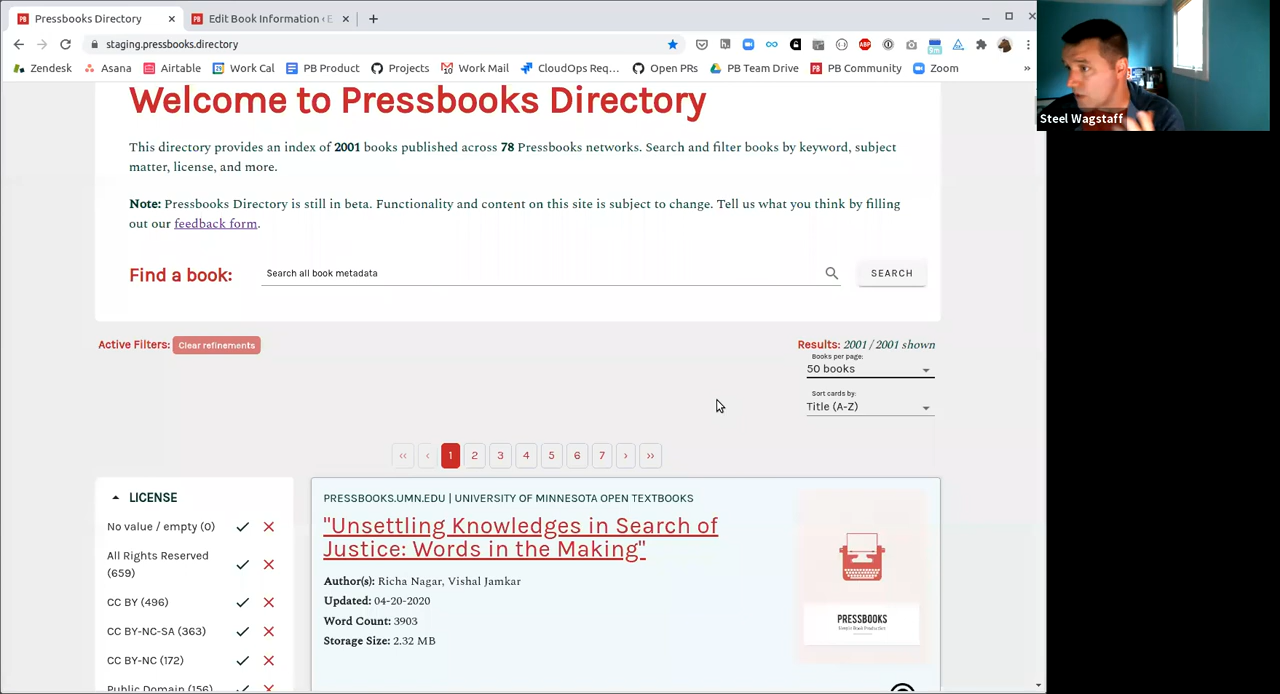 Pressbooks Directory
Edit Book Information ‹ E
staging.pressbooks.directory
Zendesk
Asana
Airtable
Work Cal
PB Product
Projects
Work Mail
CloudOps Req...
Open PRs
PB Team Drive
PB Community
Zoom
»
Steel Wagstaff
Welcome to Pressbooks Directory
This directory provides an index of 2001 books published across 78 Pressbooks networks. Search and filter books by keyword, subject
matter, license, and more.
Note: Pressbooks Directory is still in beta. Functionality and content on this site is subject to change. Tell us what you think by filling
out our feedback form.
Find a book:
Search all book metadata
SEARCH
Active Filters:
Clear refinements
Results: 2001 / 2001 shown
Books per page:
50 books
Sort cards by:
Title (A-Z)
‹‹ ‹ 1 2 3 4 5 6 7 › ››
LICENSE
No value / empty (0)
All Rights Reserved
(659)
CC BY (496)
CC BY-NC-SA (363)
CC BY-NC (172)
Public Domain (156)
PRESSBOOKS.UMN.EDU | UNIVERSITY OF MINNESOTA OPEN TEXTBOOKS
"Unsettling Knowledges in Search of
Justice: Words in the Making"
Author(s): Richa Nagar, Vishal Jamkar
Updated: 04-20-2020
Word Count: 3903
Storage Size: 2.32 MB
PRESSBOOKS